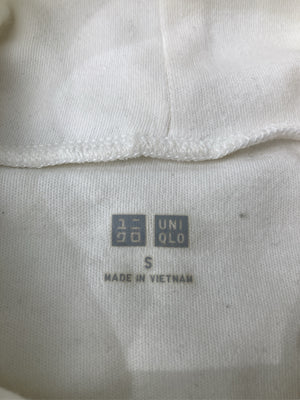 ユニ UNI
クロ QLO
S
MADE IN VIETNAM